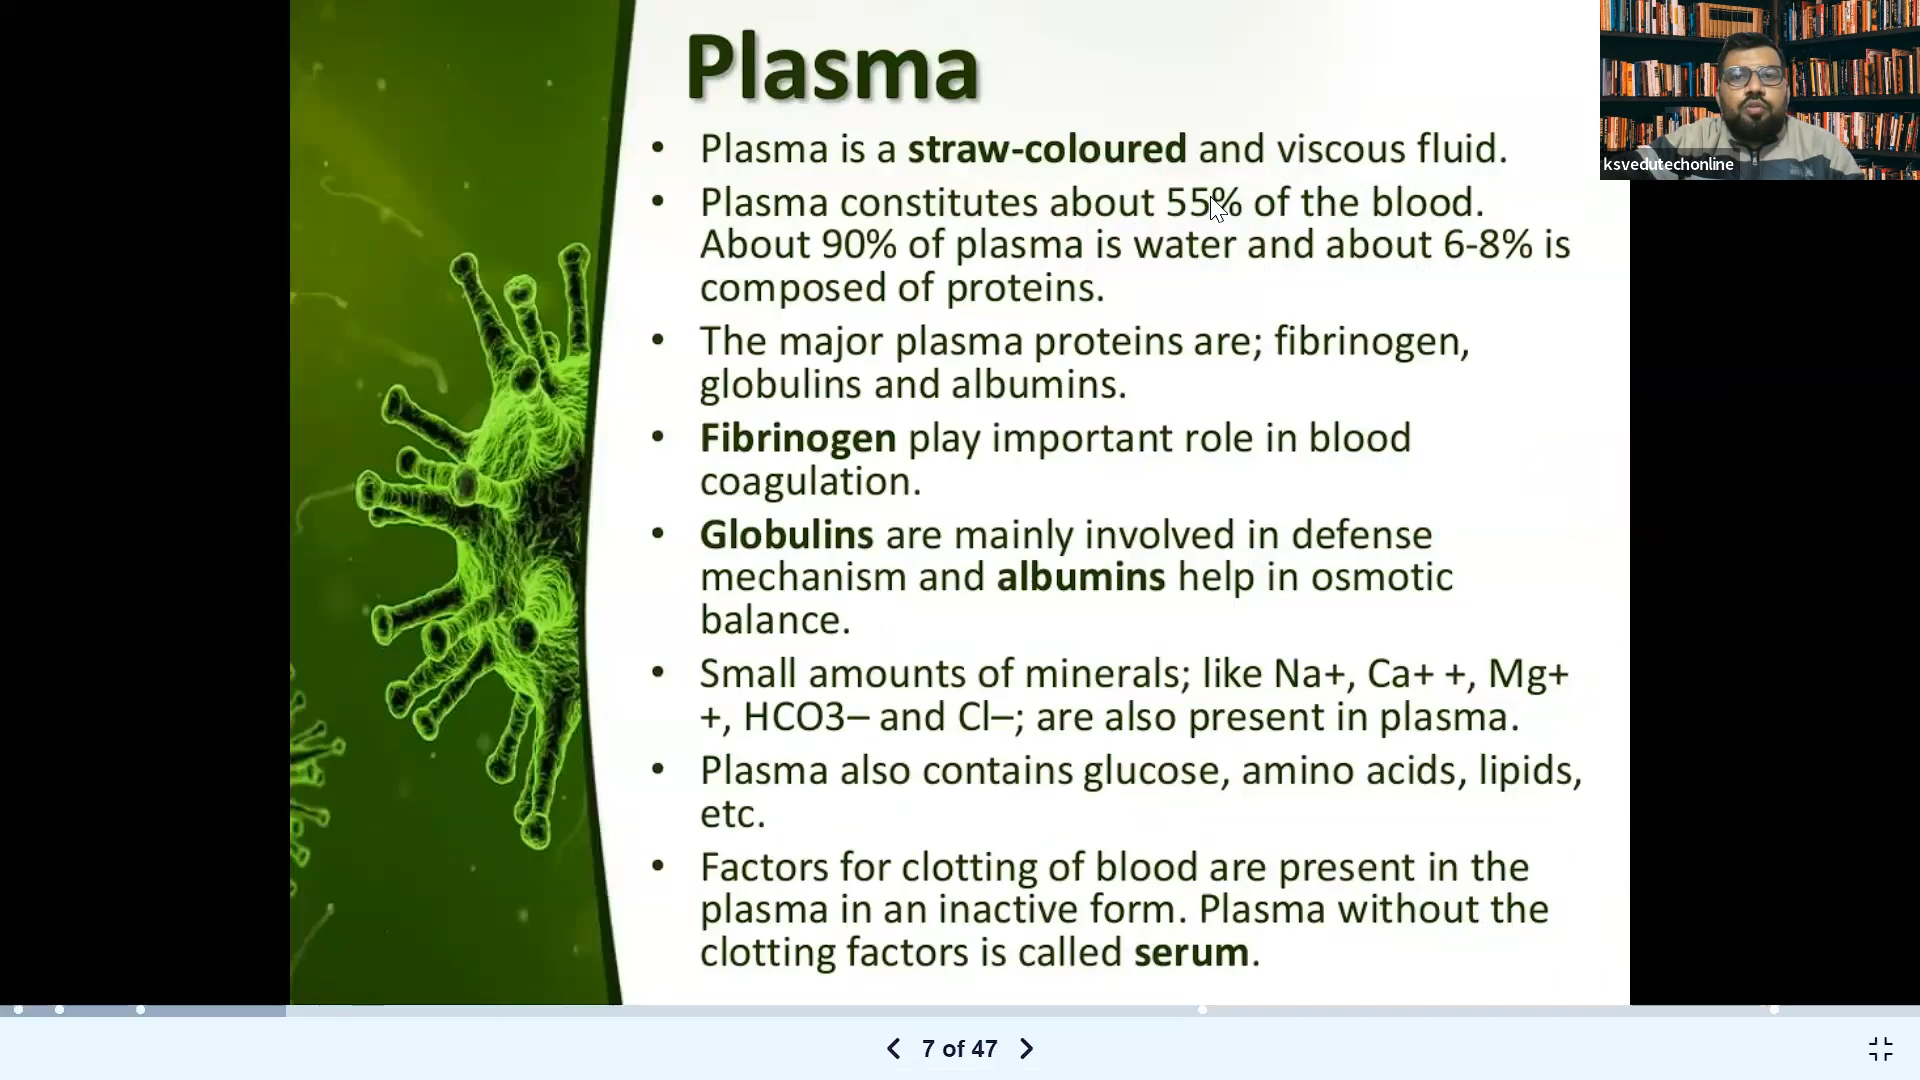 Plasma
• Plasma is a straw-coloured and viscous fluid.
• Plasma constitutes about 55% of the blood.
About 90% of plasma is water and about 6-8% is
composed of proteins.
• The major plasma proteins are; fibrinogen,
globulins and albumins.
• Fibrinogen play important role in blood
coagulation.
• Globulins are mainly involved in defense
mechanism and albumins help in osmotic
balance.
• Small amounts of minerals; like Na+, Ca+ +, Mg+
+, HCO3– and Cl–; are also present in plasma.
• Plasma also contains glucose, amino acids, lipids,
etc.
• Factors for clotting of blood are present in the
plasma in an inactive form. Plasma without the
clotting factors is called serum.
ksvedutechonline
7 of 47